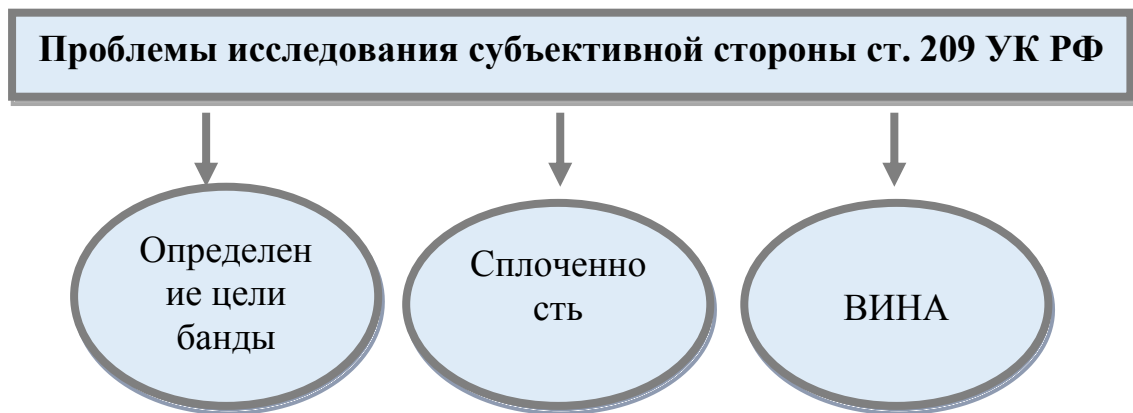 Проблемы исследования субъективной стороны ст. 209 УК РФ
Определен
ие цели
банды
Сплоченно
сть
ВИНА